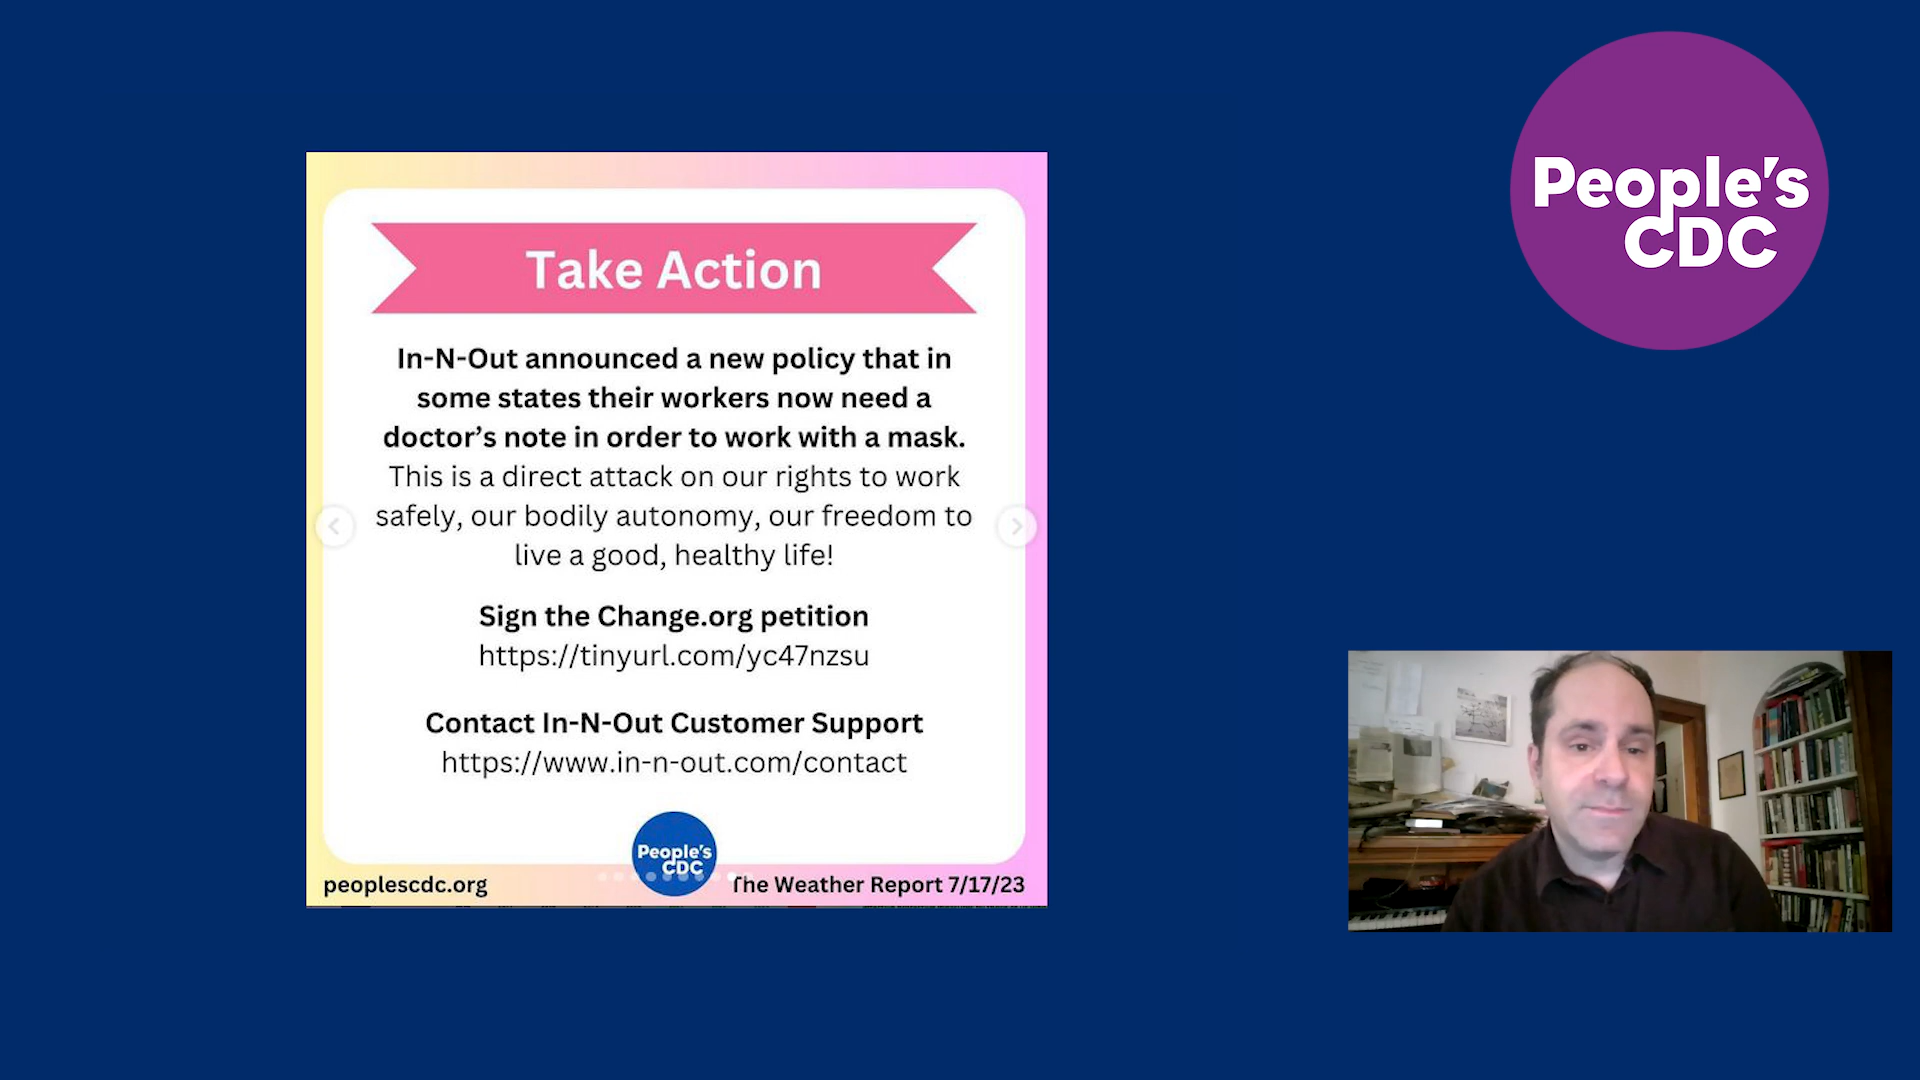 People's
CDC
Take Action
In-N-Out announced a new policy that in
some states their workers now need a
doctor's note in order to work with a mask.
This is a direct attack on our rights to work
safely, our bodily autonomy, our freedom to
live a good, healthy life!
Sign the Change.org petition
https://tinyurl.com/yc47nzsu
Contact In-N-Out Customer Support
https://www.in-n-out.com/contact
People's
CDC
peoplescdc.org
The Weather Report 7/17/23